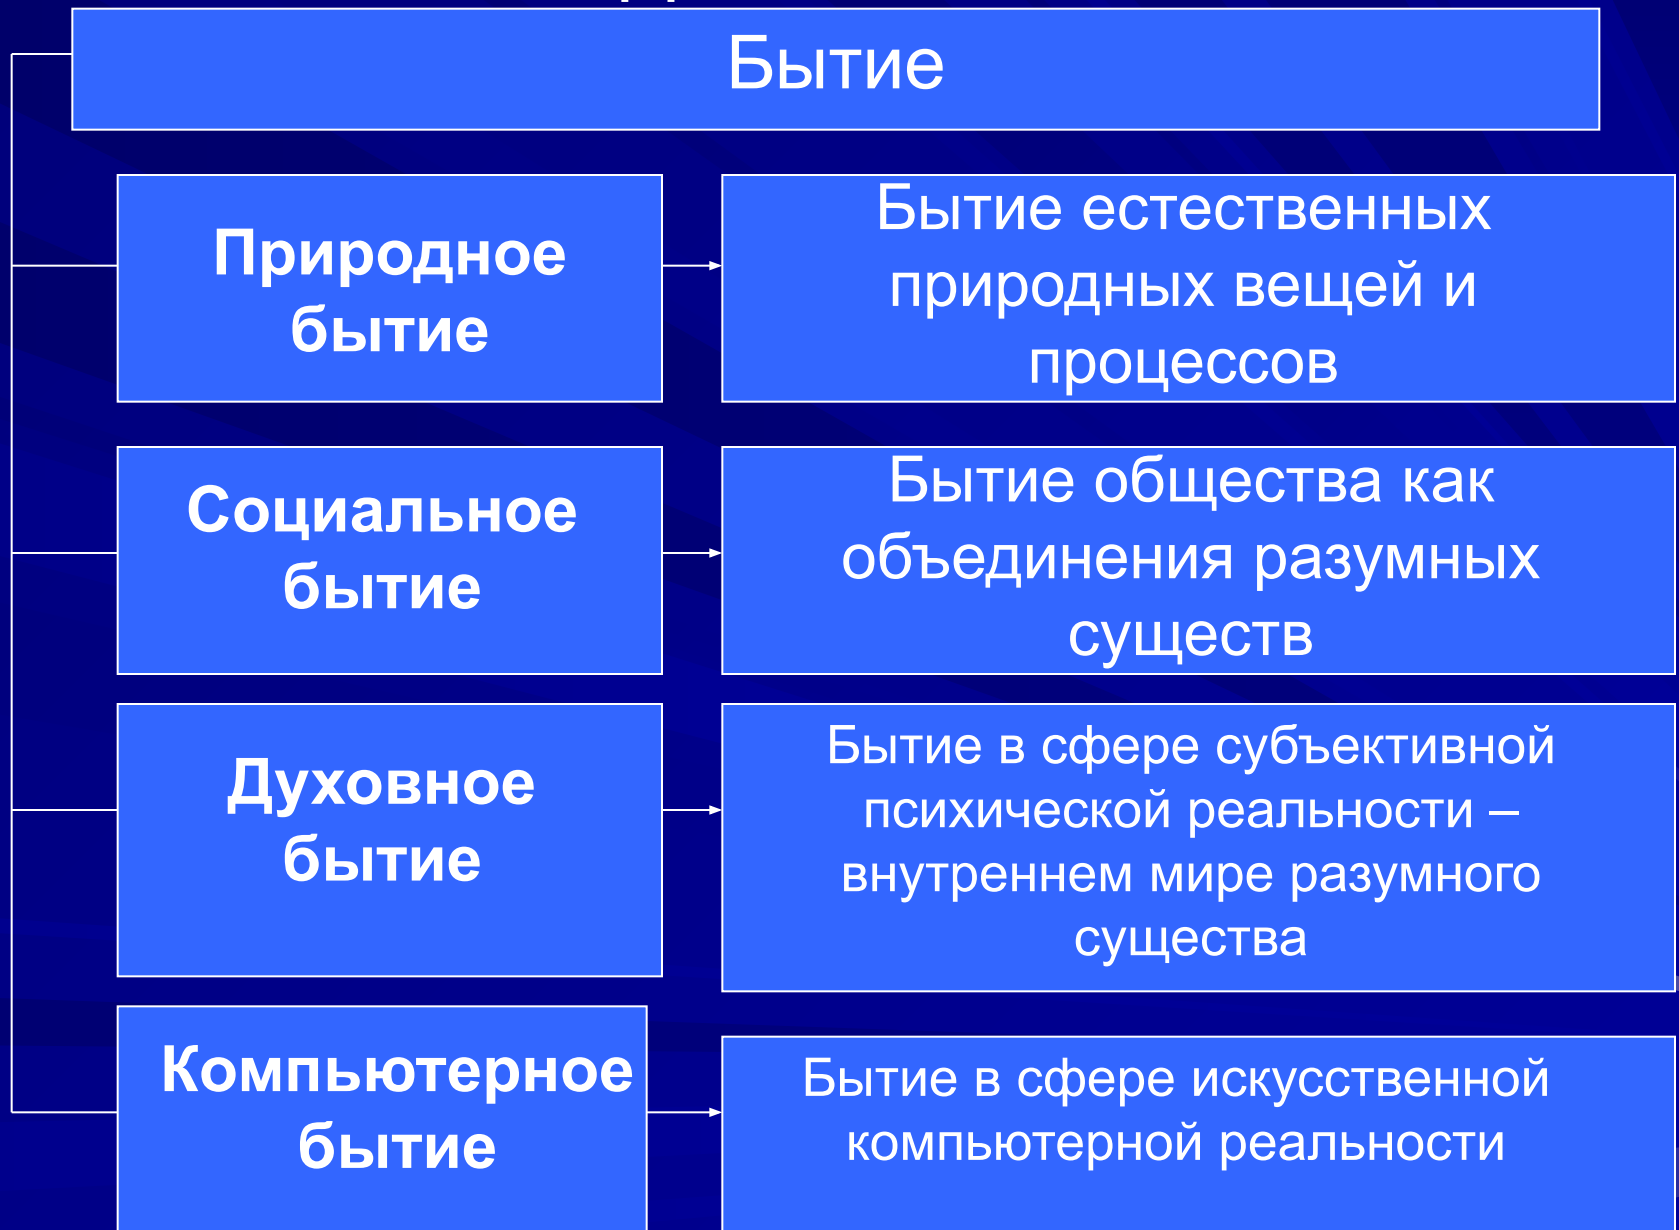 Бытие
Природное
бытие
Бытие естественных
природных вещей и
процессов
Социальное
бытие
Бытие общества как
объединения разумных
существ
Духовное
бытие
Бытие в сфере субъективной
психической реальности –
внутреннем мире разумного
существа
Компьютерное
бытие
Бытие в сфере искусственной
компьютерной реальности